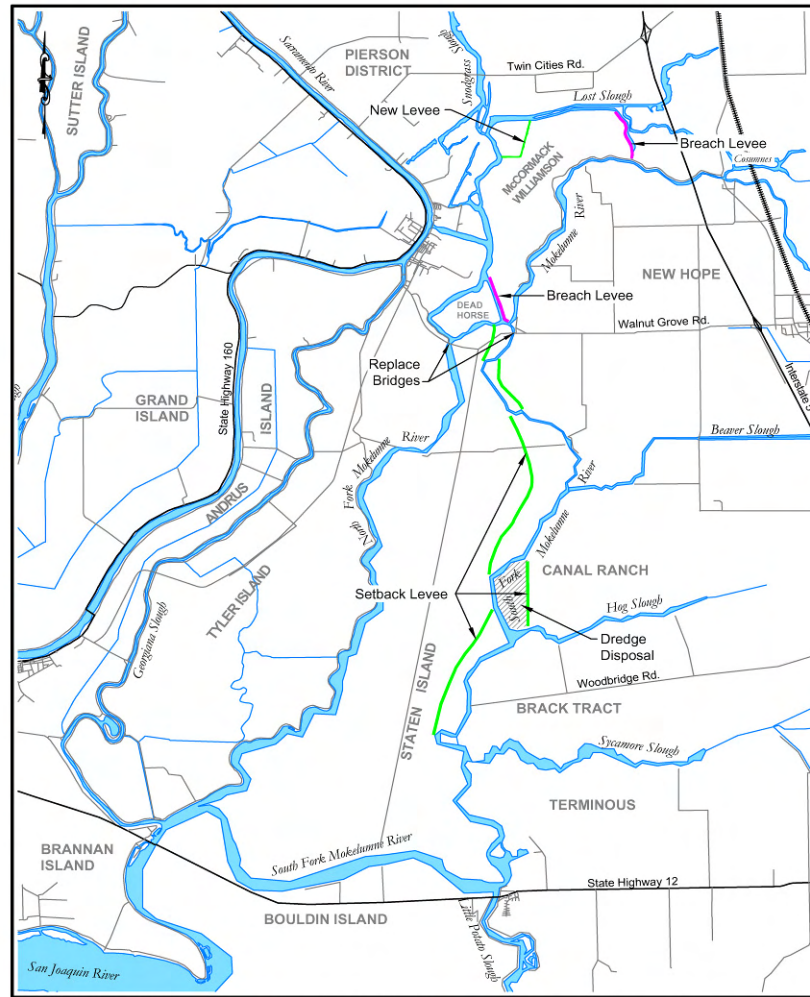 SUTTER ISLAND
Sacramento River
PIERSON
DISTRICT
Snodgrass
Slough
Twin Cities Rd.
New Levee
Lost Slough
Breach Levee
Cosumnes
McCORMACK
WILLIAMSON
Mokelumne River
NEW HOPE
DEAD
HORSE
Breach Levee
Walnut Grove Rd.
Replace
Bridges
Interstate 5
GRAND
ISLAND
State Highway 160
ANDRUS ISLAND
North Fork Mokelumne River
Beaver Slough
Mokelumne River
South Fork
CANAL RANCH
Setback Levee
Hog Slough
Dredge
Disposal
TYLER ISLAND
Georgiana Slough
Woodbridge Rd.
STATEN ISLAND
BRACK TRACT
Sycamore Slough
TERMINOUS
BRANNAN
ISLAND
South Fork Mokelumne River
State Highway 12
BOULDIN ISLAND
Little Potato Slough
San Joaquin River